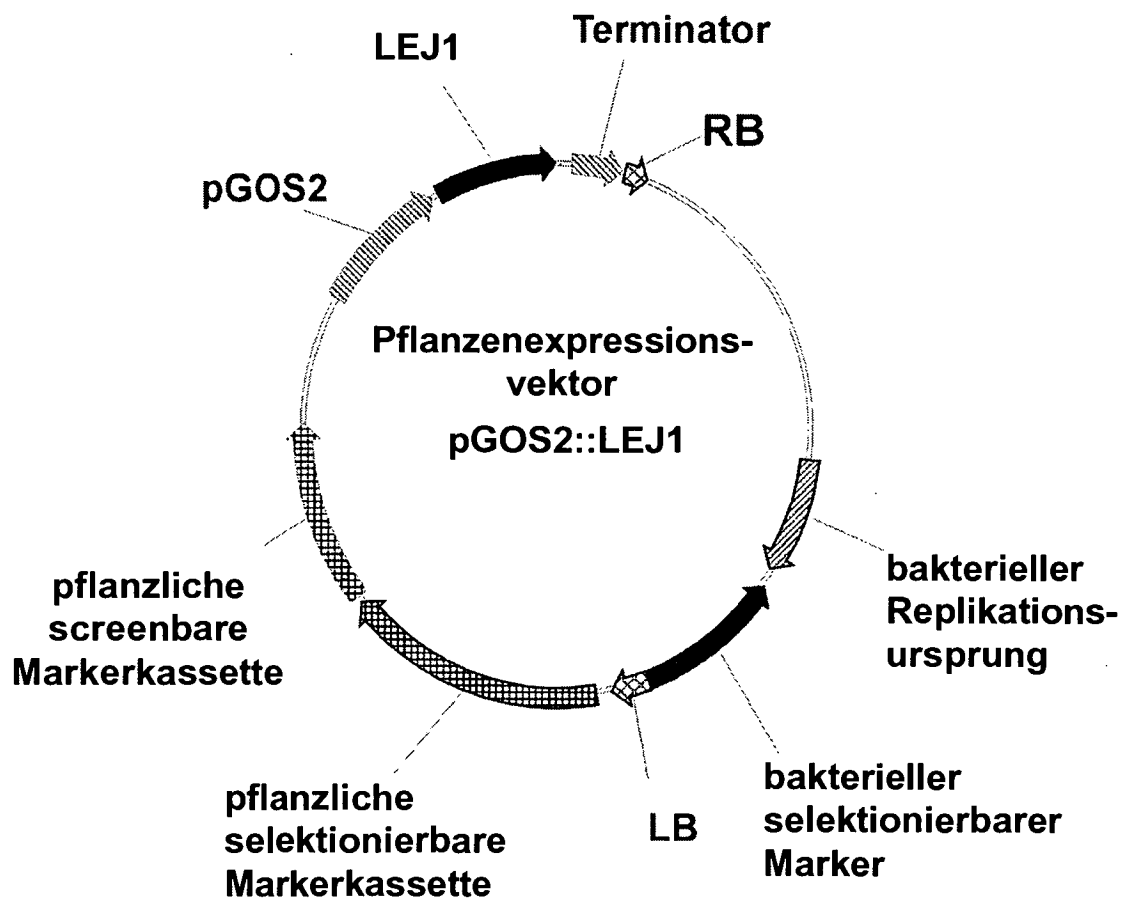 Terminator
LEJ1
RB
pGOS2
Pflanzenexpressions-
vektor
pGOS2::LEJ1
bakterieller
Replikations-
ursprung
pflanzliche
screenbare
Markerkassette
bakterieller
selektionierbarer
Marker
LB
pflanzliche
selektionierbare
Markerkassette